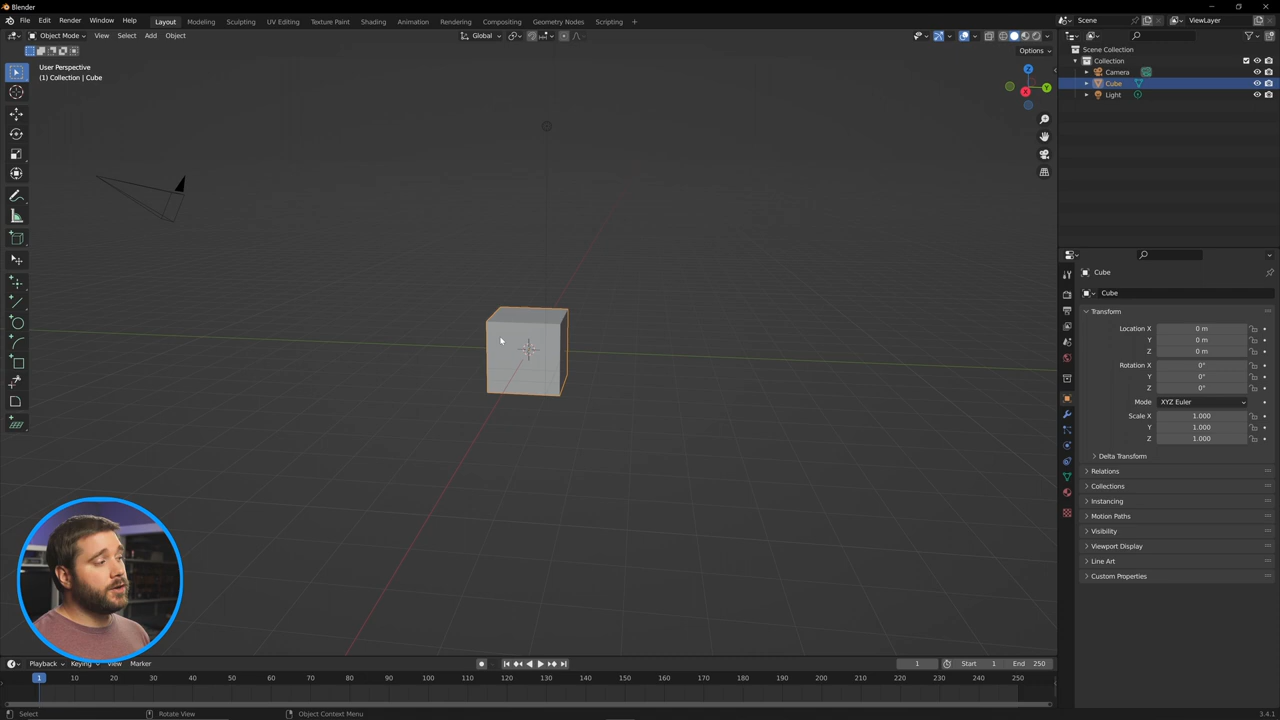 Blender
File Edit Render Window Help Layout Modeling Sculpting UV Editing Texture Paint Shading Animation Rendering Compositing Geometry Nodes Scripting + Scene ViewLayer
Object Mode View Select Add Object Global
Options
User Perspective
(1) Collection | Cube
Z
Y
X
Scene Collection
Collection
Camera
Cube
Light
Cube
Cube
Transform
Location X 0 m
Y 0 m
Z 0 m
Rotation X 0°
Y 0°
Z 0°
Mode XYZ Euler
Scale X 1.000
Y 1.000
Z 1.000
Delta Transform
Relations
Collections
Instancing
Motion Paths
Visibility
Viewport Display
Line Art
Custom Properties
Playback Keying View Marker 1 Start 1 End 250
1 10 20 30 40 50 60 70 80 90 100 110 120 130 140 150 160 170 180 190 200 210 220 230 240 250
Select Rotate View Object Context Menu 3.4.1